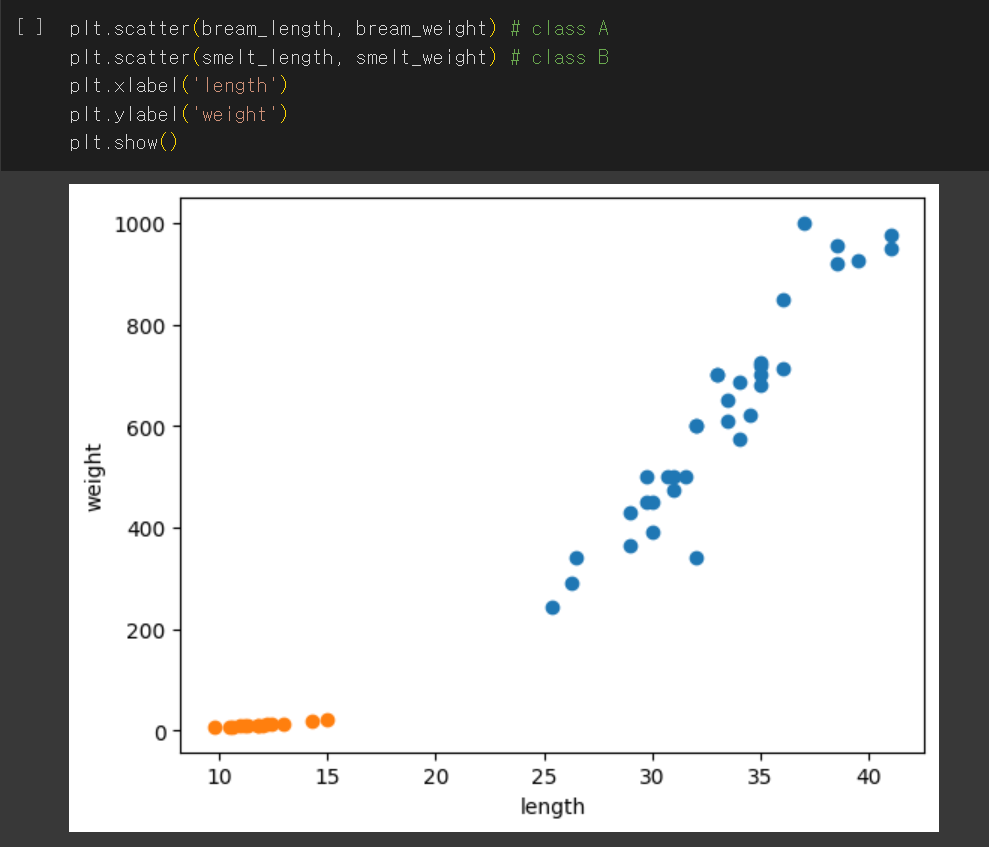 [ ] plt.scatter(bream_length, bream_weight) # class A
plt.scatter(smelt_length, smelt_weight) # class B
plt.xlabel('length')
plt.ylabel('weight')
plt.show()
1000
800
600
400
200
0
weight
10 15 20 25 30 35 40
length